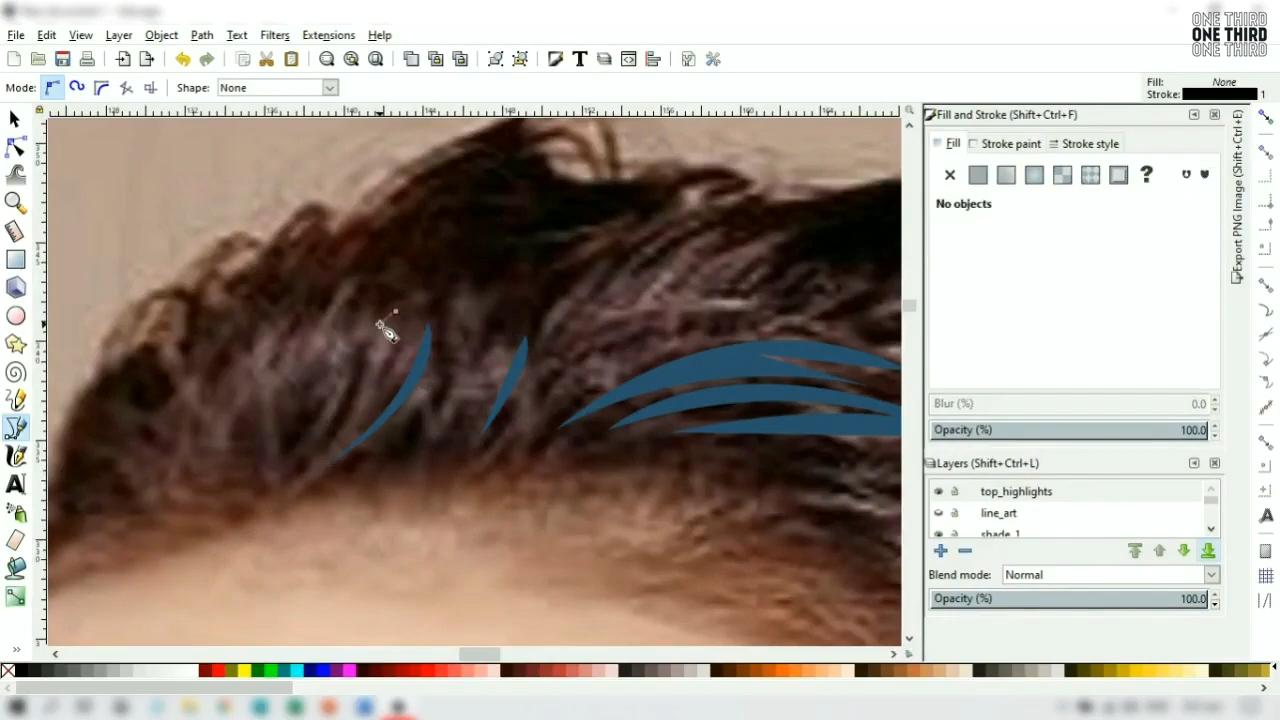 ONE THIRD
ONE THIRD
ONE THIRD
File Edit View Layer Object Path Text Filters Extensions Help
Mode: Shape: None
Fill: None
Stroke: 1
Fill and Stroke (Shift+Ctrl+F)
Fill Stroke paint Stroke style
?
No objects
Blur (%) 0.0
Opacity (%) 100.0
Layers (Shift+Ctrl+L)
top_highlights
line_art
shade_1
Blend mode: Normal
Opacity (%) 100.0
Export PNG Image (Shift+Ctrl+E)